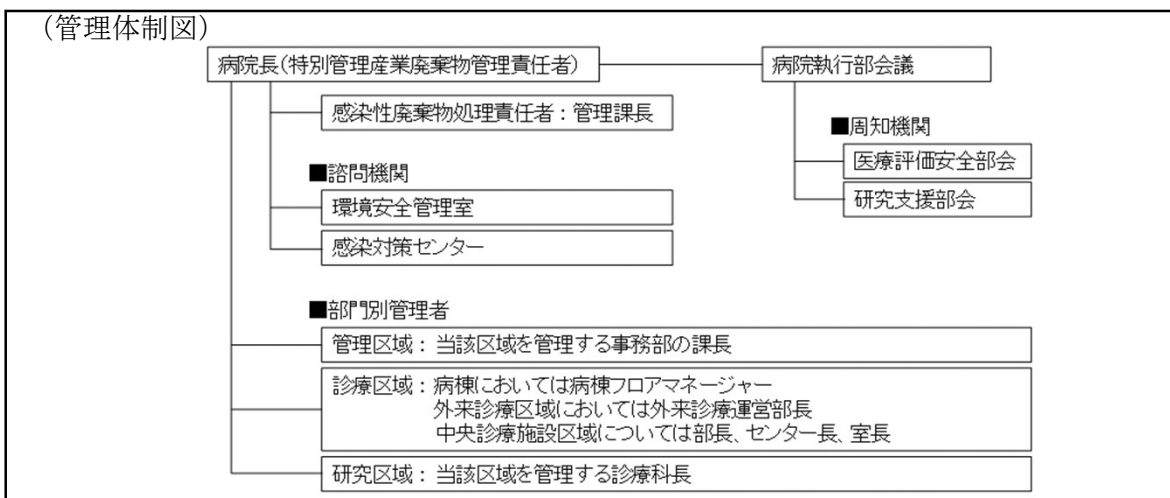 （管理体制図）
病院長（特別管理産業廃棄物管理責任者）
病院執行部会議
感染性廃棄物処理責任者：管理課長
■周知機関
医療評価安全部会
■諮問機関
研究支援部会
環境安全管理室
感染対策センター
■部門別管理者
管理区域：当該区域を管理する事務部の課長
診療区域：病棟においては病棟フロアマネージャー
外来診療区域においては外来診療運営部長
中央診療施設区域については部長、センター長、室長
研究区域：当該区域を管理する診療科長